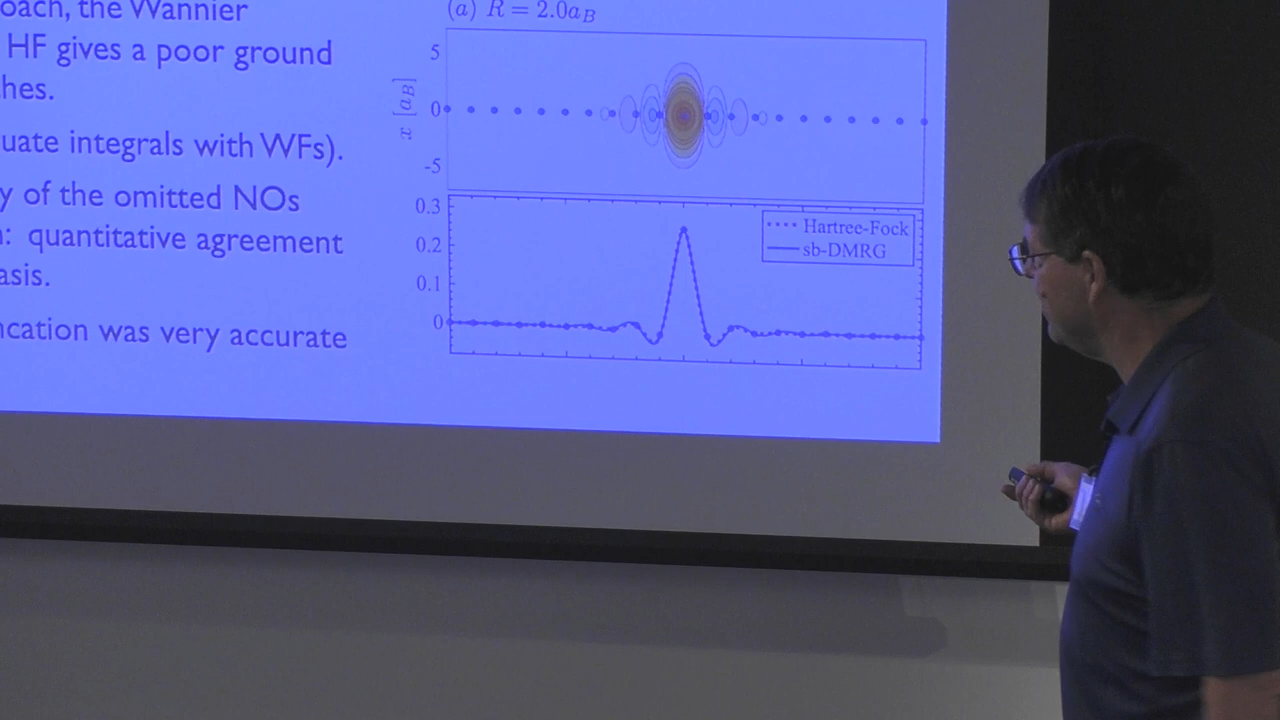 oach, the Wannier
HF gives a poor ground
hes.
uate integrals with WFs).
y of the omitted NOs
n: quantitative agreement
asis.
ncation was very accurate
(a) R = 2.0a_B
5
0
-5
x [a_B]
0.3
0.2
0.1
0
Hartree-Fock
sb-DMRG